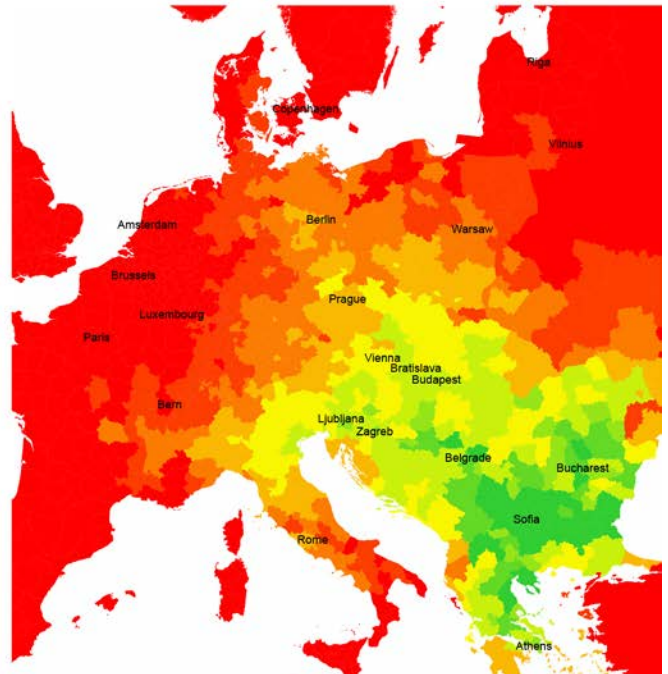 Riga
Copenhagen
Vilnius
Amsterdam
Berlin
Warsaw
Brussels
Prague
Luxembourg
Paris
Vienna
Bratislava
Budapest
Bern
Ljubljana
Zagreb
Belgrade
Bucharest
Sofia
Rome
Athens